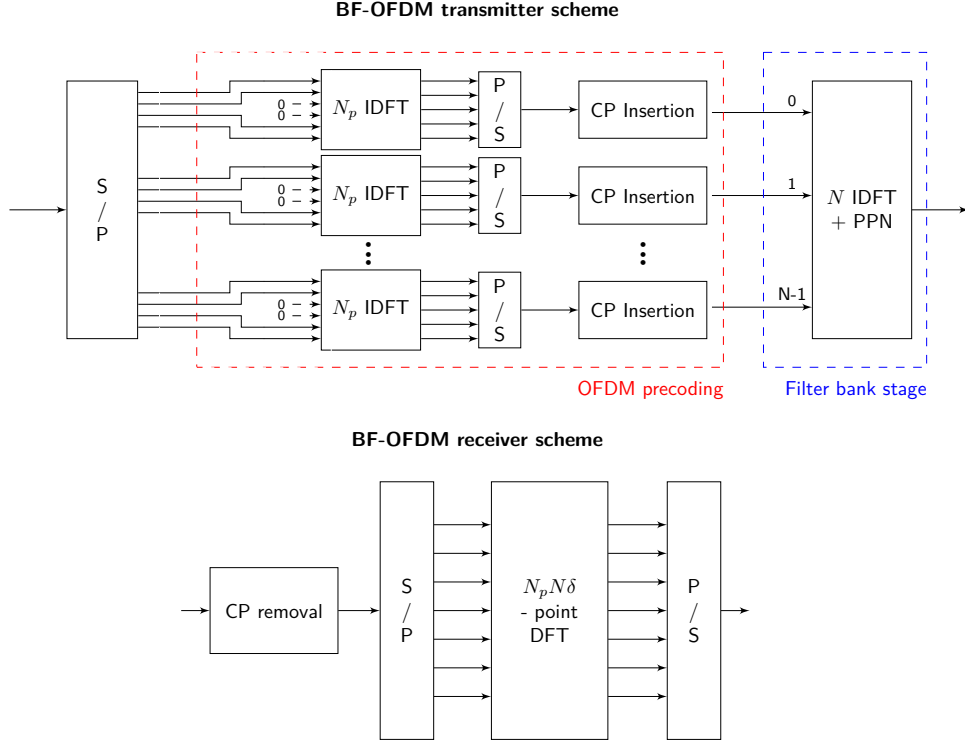 BF-OFDM transmitter scheme
S
/
P
0
0
N_p IDFT
P
/
S
CP Insertion
0
0
0
N_p IDFT
P
/
S
CP Insertion
1
N IDFT
+ PPN
0
0
N_p IDFT
P
/
S
CP Insertion
N-1
OFDM precoding
Filter bank stage
BF-OFDM receiver scheme
CP removal
S
/
P
N_pNδ
- point
DFT
P
/
S